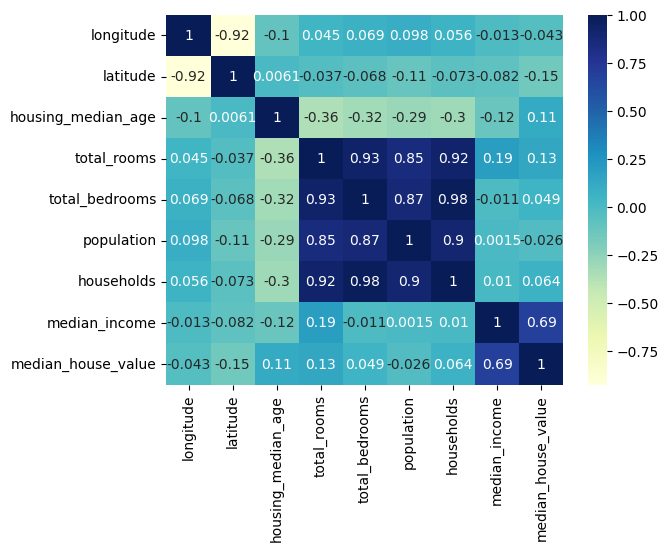 longitude 1 -0.92 -0.1 0.045 0.069 0.098 0.056 -0.013 -0.043
latitude -0.92 1 0.0061 -0.037 -0.068 -0.11 -0.073 -0.082 -0.15
housing_median_age -0.1 0.0061 1 -0.36 -0.32 -0.29 -0.3 -0.12 0.11
total_rooms 0.045 -0.037 -0.36 1 0.93 0.85 0.92 0.19 0.13
total_bedrooms 0.069 -0.068 -0.32 0.93 1 0.87 0.98 -0.011 0.049
population 0.098 -0.11 -0.29 0.85 0.87 1 0.9 0.0015 -0.026
households 0.056 -0.073 -0.3 0.92 0.98 0.9 1 0.01 0.064
median_income -0.013 -0.082 -0.12 0.19 -0.011 0.0015 0.01 1 0.69
median_house_value -0.043 -0.15 0.11 0.13 0.049 -0.026 0.064 0.69 1
longitude
latitude
housing_median_age
total_rooms
total_bedrooms
population
households
median_income
median_house_value
1.00
0.75
0.50
0.25
0.00
-0.25
-0.50
-0.75